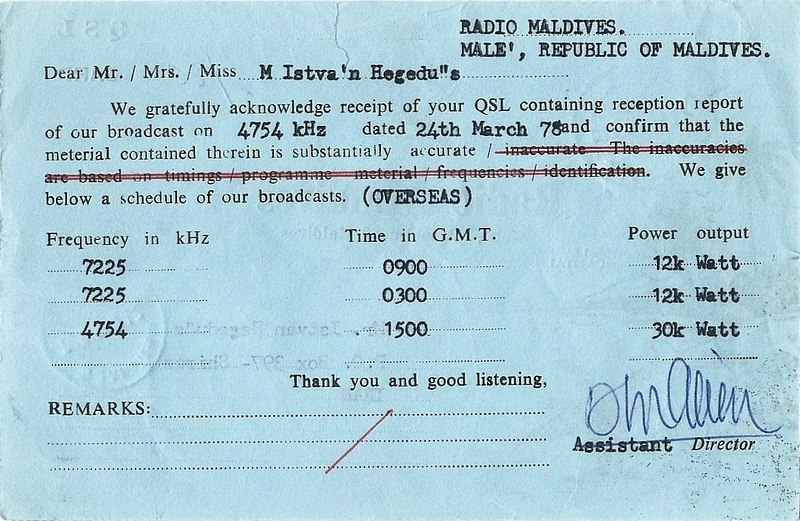 RADIO MALDIVES.
MALE', REPUBLIC OF MALDIVES.
Dear Mr. / Mrs. / Miss M Istva'n Hegedu"s
We gratefully acknowledge receipt of your QSL containing reception report
of our broadcast on 4754 kHz dated 24th March 78 and confirm that the
meterial contained therein is substantially accurate / inaccurate The inaccuracies
are based on timings / programme meterial / frequencies / identification. We give
below a schedule of our broadcasts. (OVERSEAS)
Frequency in kHz Time in G.M.T. Power output
7225 0900 12k Watt
7225 0300 12k Watt
4754 1500 30k Watt
Thank you and good listening,
REMARKS:
Assistant Director